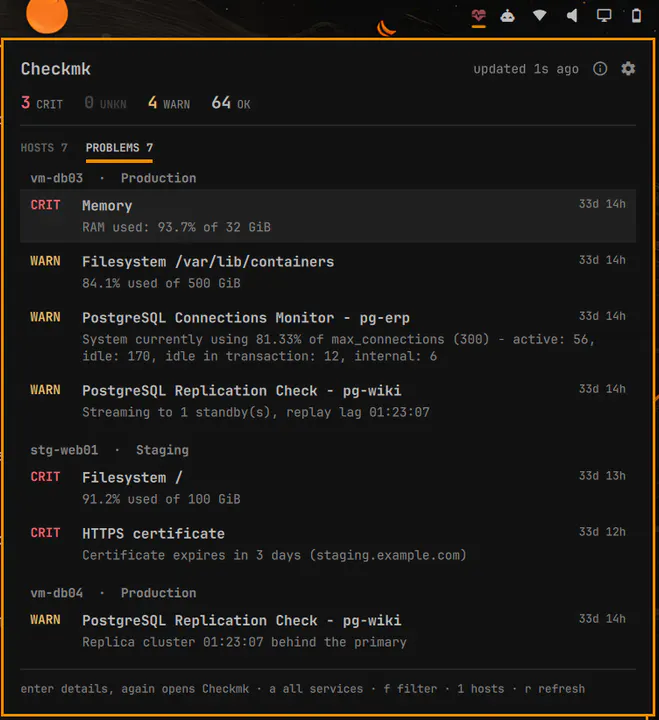 Checkmk updated 1s ago
3 CRIT 0 UNKN 4 WARN 64 OK
HOSTS 7 PROBLEMS 7
vm-db03 · Production
CRIT Memory 33d 14h
RAM used: 93.7% of 32 GiB
WARN Filesystem /var/lib/containers 33d 14h
84.1% used of 500 GiB
WARN PostgreSQL Connections Monitor - pg-erp 33d 14h
System currently using 81.33% of max_connections (300) - active: 56,
idle: 170, idle in transaction: 12, internal: 6
WARN PostgreSQL Replication Check - pg-wiki 33d 14h
Streaming to 1 standby(s), replay lag 01:23:07
stg-web01 · Staging
CRIT Filesystem / 33d 13h
91.2% used of 100 GiB
CRIT HTTPS certificate 33d 12h
Certificate expires in 3 days (staging.example.com)
vm-db04 · Production
WARN PostgreSQL Replication Check - pg-wiki 33d 14h
Replica cluster 01:23:07 behind the primary
enter details, again opens Checkmk · a all services · f filter · 1 hosts · r refresh